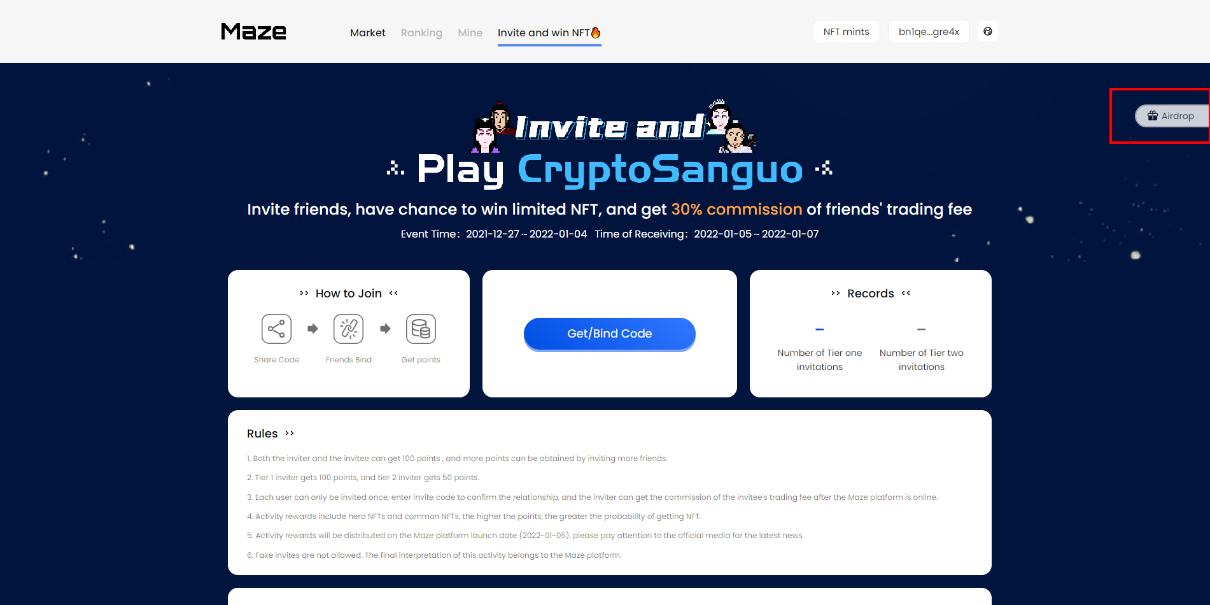 Maze
Market Ranking Mine Invite and win NFT🔥 NFT mints bn1qe...gre4x
Airdrop
Invite and
Play CryptoSanguo
Invite friends, have chance to win limited NFT, and get 30% commission of friends' trading fee
Event Time: 2021-12-27~2022-01-04 Time of Receiving: 2022-01-05~2022-01-07
How to Join
Share Code Friends Bind Get points
Get/Bind Code
Records
Number of Tier one invitations
Number of Tier two invitations
Rules
1. Both the inviter and the invitee can get 100 points , and more points can be obtained by inviting more friends.
2. Tier 1 inviter gets 100 points, and tier 2 inviter gets 50 points.
3. Each user can only be invited once, enter invite code to confirm the relationship, and the inviter can get the commission of the invitee's trading fee after the Maze platform is online.
4. Activity rewards include hero NFTs and common NFTs, the higher the points, the greater the probability of getting NFT.
5. Activity rewards will be distributed on the Maze platform launch date (2022-01-05), please pay attention to the official media for the latest news.
6. Fake invites are not allowed. The final interpretation of this activity belongs to the Maze platform.